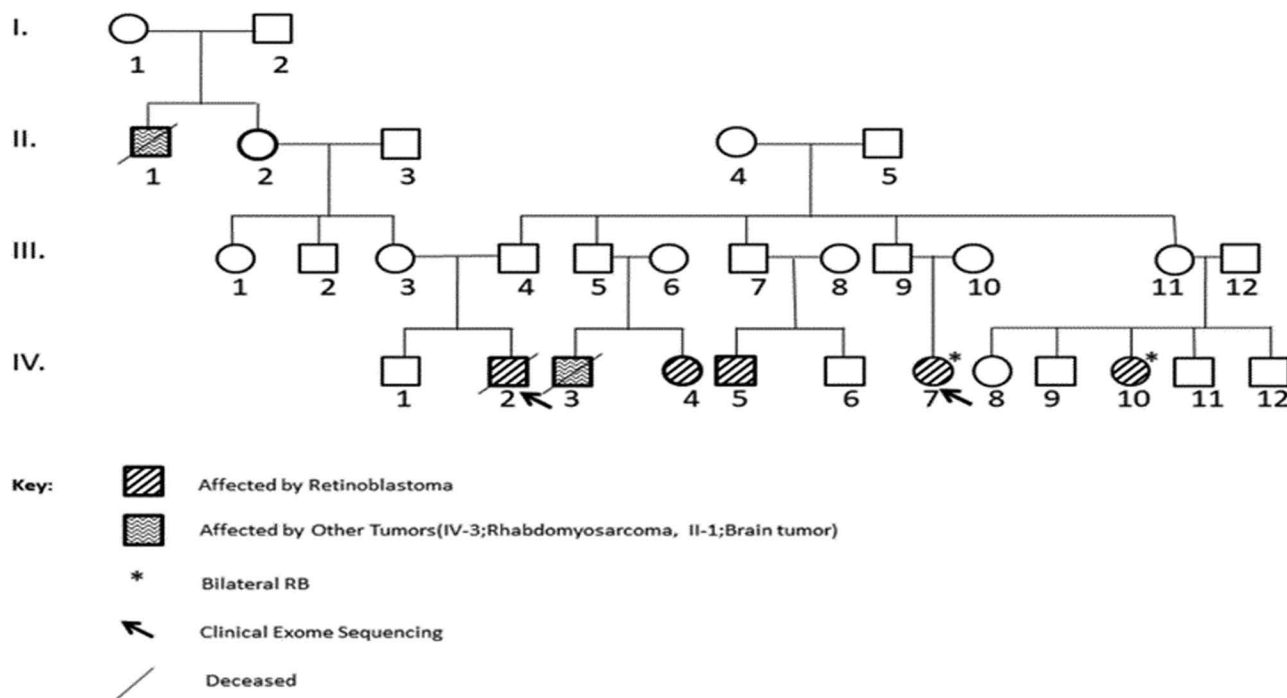 I.
1 2
II.
1 2 3 4 5
III.
1 2 3 4 5 6 7 8 9 10 11 12
IV.
* *
1 2 3 4 5 6 7 8 9 10 11 12
Key:
Affected by Retinoblastoma
Affected by Other Tumors(IV-3;Rhabdomyosarcoma, II-1;Brain tumor)
* Bilateral RB
Clinical Exome Sequencing
Deceased